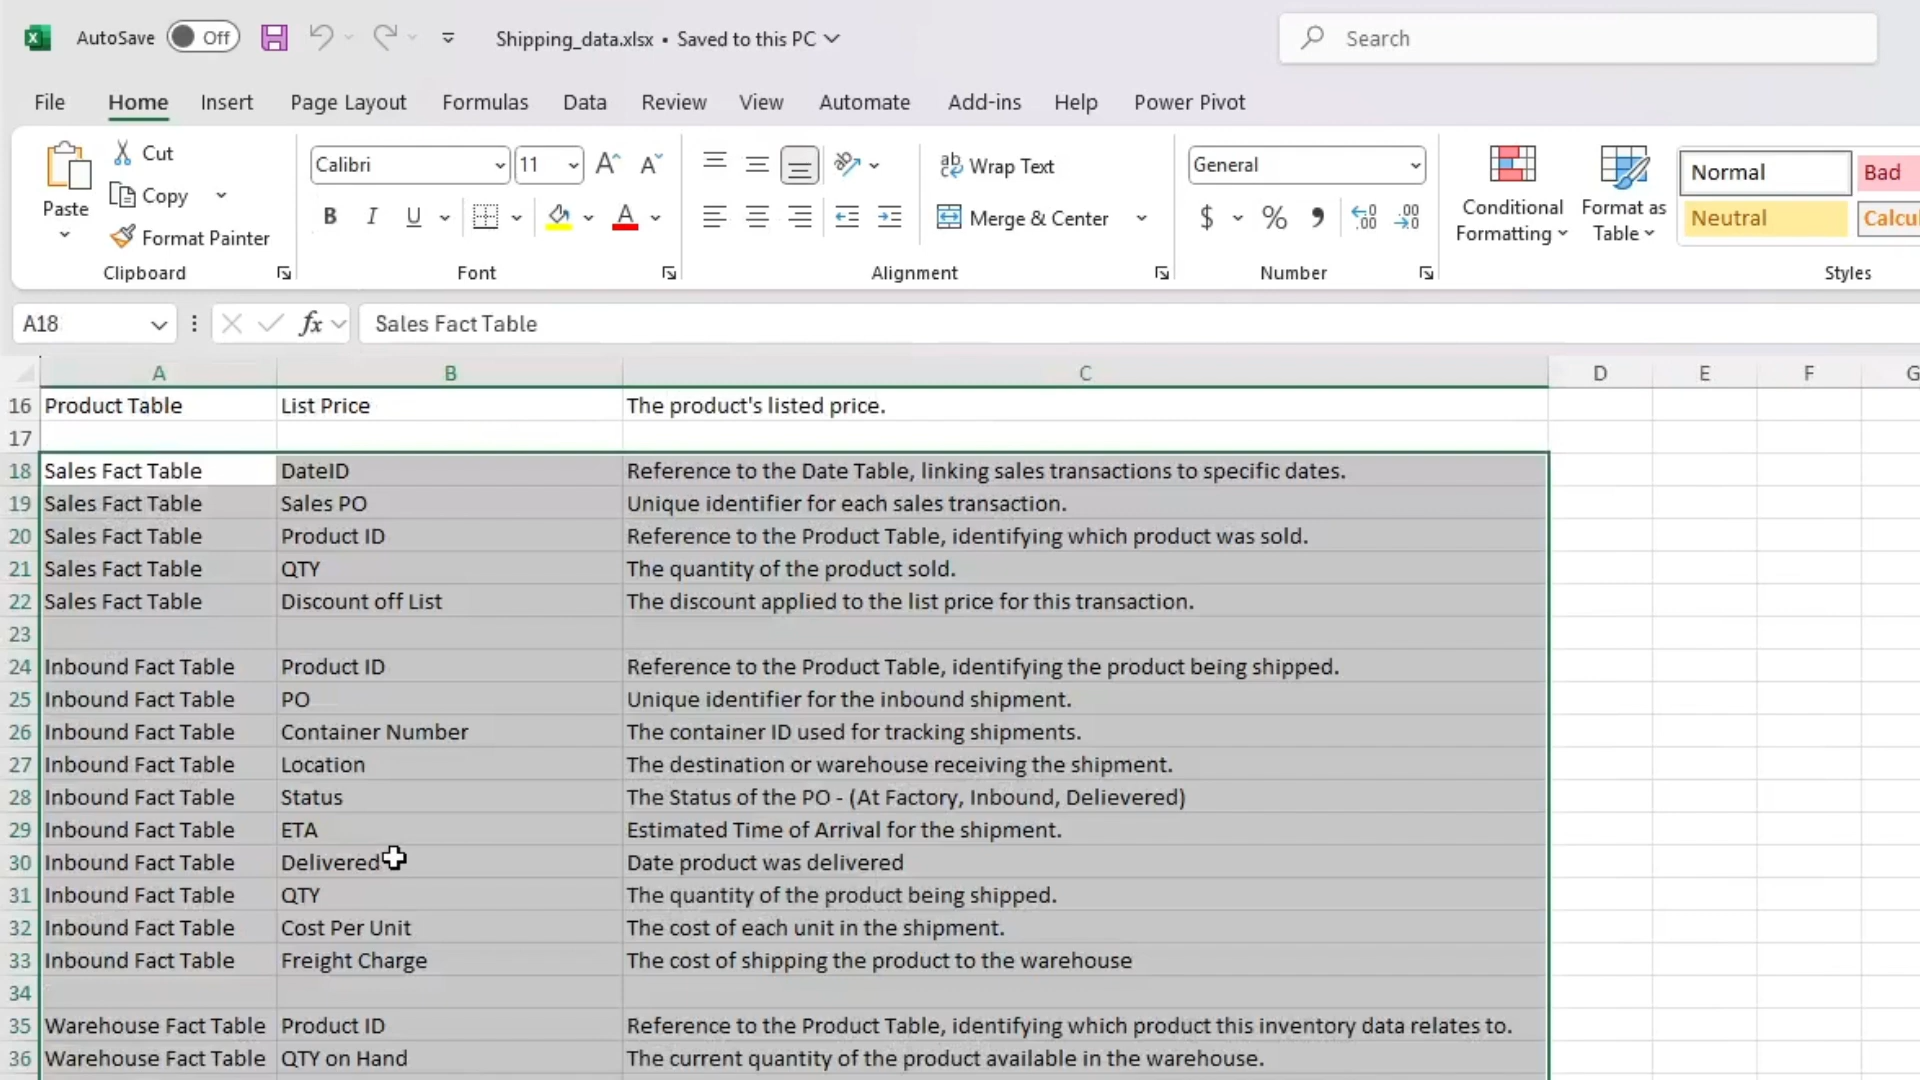 AutoSave Off Shipping_data.xlsx • Saved to this PC Search
File Home Insert Page Layout Formulas Data Review View Automate Add-ins Help Power Pivot
Paste
Cut
Copy
Format Painter
Clipboard
Calibri 11
B I U A
Font
Wrap Text
Merge & Center
Alignment
General
$ % ,
Number
Conditional Formatting
Format as Table
Normal Bad
Neutral Calcu
Styles
A18 fx Sales Fact Table
A B C D E F G
16 Product Table List Price The product's listed price.
17
18 Sales Fact Table DateID Reference to the Date Table, linking sales transactions to specific dates.
19 Sales Fact Table Sales PO Unique identifier for each sales transaction.
20 Sales Fact Table Product ID Reference to the Product Table, identifying which product was sold.
21 Sales Fact Table QTY The quantity of the product sold.
22 Sales Fact Table Discount off List The discount applied to the list price for this transaction.
23
24 Inbound Fact Table Product ID Reference to the Product Table, identifying the product being shipped.
25 Inbound Fact Table PO Unique identifier for the inbound shipment.
26 Inbound Fact Table Container Number The container ID used for tracking shipments.
27 Inbound Fact Table Location The destination or warehouse receiving the shipment.
28 Inbound Fact Table Status The Status of the PO - (At Factory, Inbound, Delievered)
29 Inbound Fact Table ETA Estimated Time of Arrival for the shipment.
30 Inbound Fact Table Delivered Date product was delivered
31 Inbound Fact Table QTY The quantity of the product being shipped.
32 Inbound Fact Table Cost Per Unit The cost of each unit in the shipment.
33 Inbound Fact Table Freight Charge The cost of shipping the product to the warehouse
34
35 Warehouse Fact Table Product ID Reference to the Product Table, identifying which product this inventory data relates to.
36 Warehouse Fact Table QTY on Hand The current quantity of the product available in the warehouse.